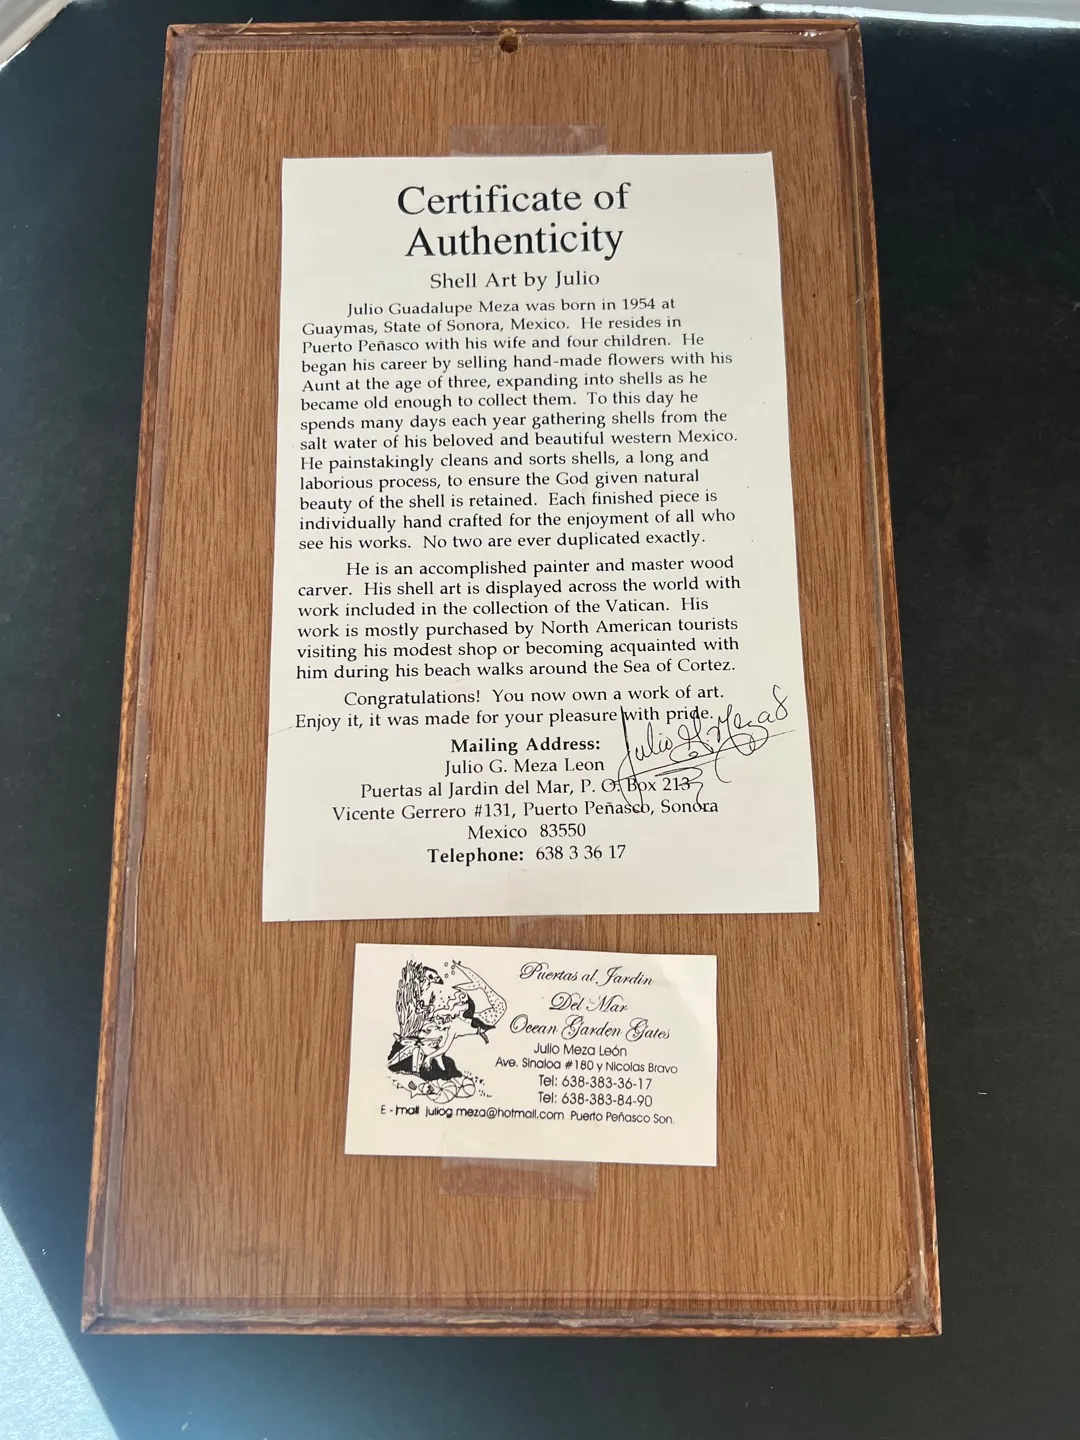 Certificate of
Authenticity
Shell Art by Julio
Julio Guadalupe Meza was born in 1954 at
Guaymas, State of Sonora, Mexico. He resides in
Puerto Peñasco with his wife and four children. He
began his career by selling hand-made flowers with his
Aunt at the age of three, expanding into shells as he
became old enough to collect them. To this day he
spends many days each year gathering shells from the
salt water of his beloved and beautiful western Mexico.
He painstakingly cleans and sorts shells, a long and
laborious process, to ensure the God given natural
beauty of the shell is retained. Each finished piece is
individually hand crafted for the enjoyment of all who
see his works. No two are ever duplicated exactly.
He is an accomplished painter and master wood
carver. His shell art is displayed across the world with
work included in the collection of the Vatican. His
work is mostly purchased by North American tourists
visiting his modest shop or becoming acquainted with
him during his beach walks around the Sea of Cortez.
Congratulations! You now own a work of art.
Enjoy it, it was made for your pleasure with pride.
Julio G. Meza
Mailing Address:
Julio G. Meza Leon
Puertas al Jardin del Mar, P. O. Box 213
Vicente Gerrero #131, Puerto Peñasco, Sonora
Mexico 83550
Telephone: 638 3 36 17
Puertas al Jardin
Del Mar
Ocean Garden Gates
Julio Meza León
Ave. Sinaloa #180 y Nicolas Bravo
Tel: 638-383-36-17
Tel: 638-383-84-90
E - mail juliog meza@hotmail.com Puerto Peñasco Son.